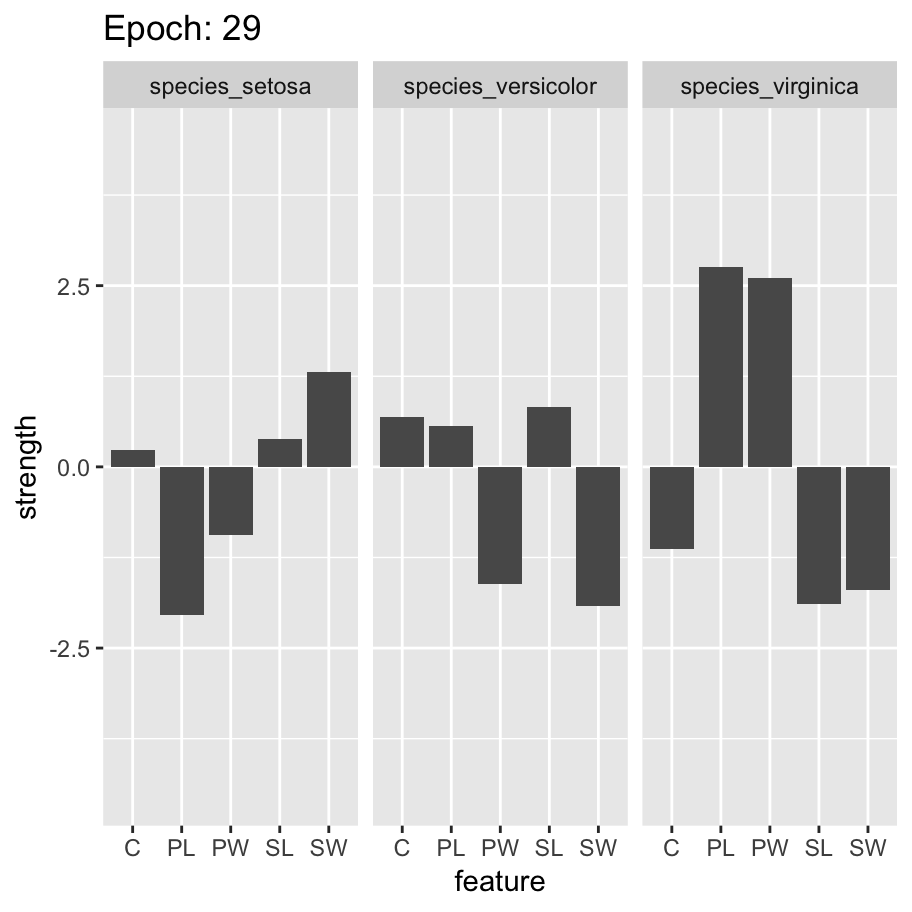 Epoch: 29
species_setosa species_versicolor species_virginica
2.5
0.0
-2.5
strength
C PL PW SL SW C PL PW SL SW C PL PW SL SW
feature